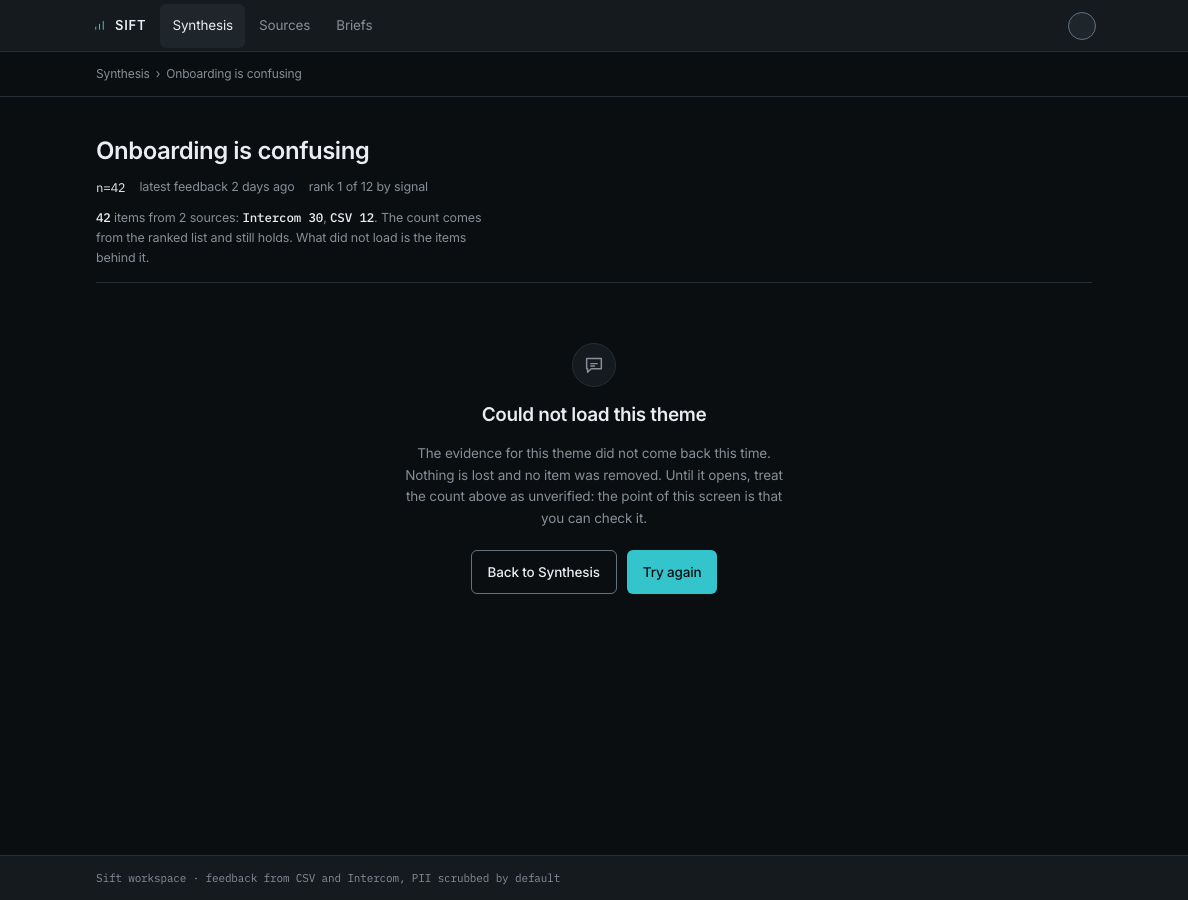 SIFT Synthesis Sources Briefs
Synthesis › Onboarding is confusing
Onboarding is confusing
n=42 latest feedback 2 days ago rank 1 of 12 by signal
42 items from 2 sources: Intercom 30, CSV 12. The count comes
from the ranked list and still holds. What did not load is the items
behind it.
Could not load this theme
The evidence for this theme did not come back this time.
Nothing is lost and no item was removed. Until it opens, treat
the count above as unverified: the point of this screen is that
you can check it.
Back to Synthesis Try again
Sift workspace · feedback from CSV and Intercom, PII scrubbed by default